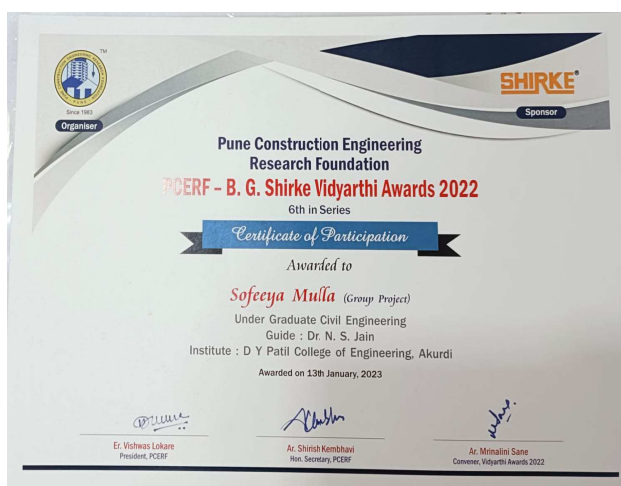 TM
Since 1983
Organiser
SHIRKE®
Sponsor
Pune Construction Engineering
Research Foundation
PCERF – B. G. Shirke Vidyarthi Awards 2022
6th in Series
Certificate of Participation
Awarded to
Sofeeya Mulla (Group Project)
Under Graduate Civil Engineering
Guide : Dr. N. S. Jain
Institute : D Y Patil College of Engineering, Akurdi
Awarded on 13th January, 2023
Er. Vishwas Lokare
President, PCERF
Ar. Shirish Kembhavi
Hon. Secretary, PCERF
Ar. Mrinalini Sane
Convener, Vidyarthi Awards 2022